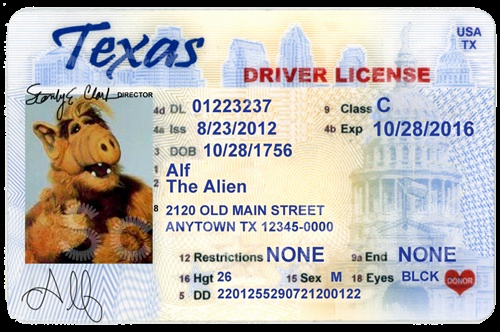 Texas
USA
TX
DRIVER LICENSE
DIRECTOR
4d DL 01223237 9 Class C
4a Iss 8/23/2012 4b Exp 10/28/2016
3 DOB 10/28/1756
1 Alf
2 The Alien
8 2120 OLD MAIN STREET
ANYTOWN TX 12345-0000
12 Restrictions NONE 9a End NONE
16 Hgt 26 15 Sex M 18 Eyes BLCK
DONOR
5 DD 2201255290721200122
Alf